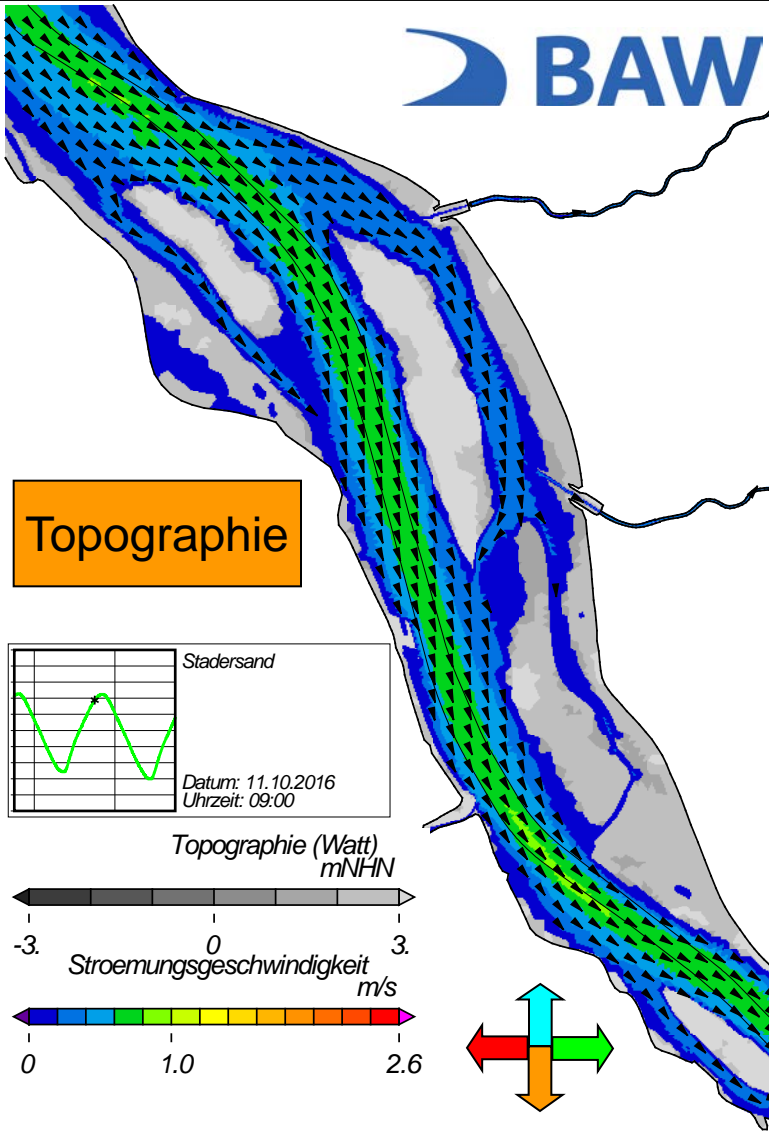 BAW
Topographie
Stadersand
Datum: 11.10.2016
Uhrzeit: 09:00
Topographie (Watt)
mNHN
-3. 0 3.
Stroemungsgeschwindigkeit
m/s
0 1.0 2.6